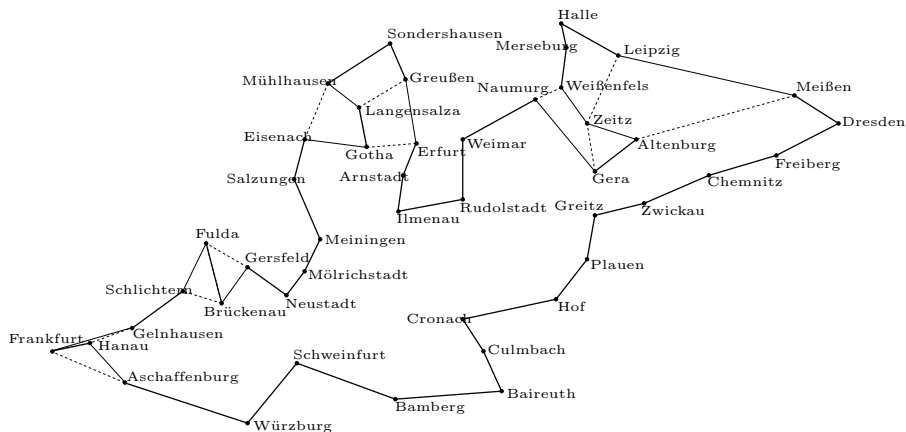 Halle
Sondershausen
Merseburg
Leipzig
Mühlhausen
Greußen
Naumurg
Weißenfels
Meißen
Langensalza
Zeitz
Dresden
Eisenach
Gotha
Erfurt
Weimar
Altenburg
Freiberg
Salzungen
Arnstadt
Gera
Chemnitz
Ilmenau
Rudolstadt
Greitz
Zwickau
Fulda
Meiningen
Gersfeld
Mölrichstadt
Plauen
Schlichtern
Brückenau
Neustadt
Hof
Cronach
Frankfurt
Gelnhausen
Hanau
Schweinfurt
Culmbach
Aschaffenburg
Baireuth
Bamberg
Würzburg